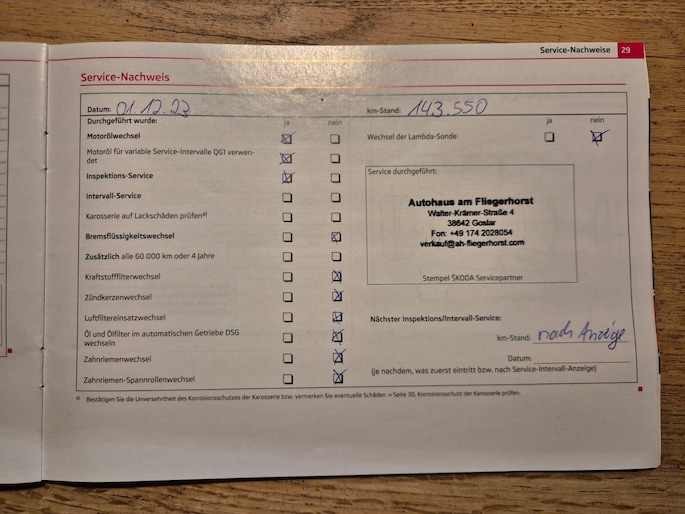 Service-Nachweise 29
Service-Nachweis
Datum: 01.12.23
km-Stand: 143.550
Durchgeführt wurde: ja nein
ja nein
Motorölwechsel
Wechsel der Lambda-Sonde
Motoröl für variable Service-Intervalle QG1 verwen-
det
Inspektions-Service
Intervall-Service
Karosserie auf Lackschäden prüfen a)
Bremsflüssigkeitswechsel
Zusätzlich alle 60 000 km oder 4 Jahre
Kraftstofffilterwechsel
Zündkerzenwechsel
Luftfiltereinsatzwechsel
Öl und Ölfilter im automatischen Getriebe DSG
wechseln
Zahnriemenwechsel
Zahnriemen-Spannrollenwechsel
Service durchgeführt:
Autohaus am Fliegerhorst
Walter-Krämer-Straße 4
38642 Goslar
Fon: +49 174 2028054
verkauf@ah-fliegerhorst.com
Stempel ŠKODA Servicepartner
Nächster Inspektions/Intervall-Service:
km-Stand: nach Anzeige
Datum:
(je nachdem, was zuerst eintritt bzw. nach Service-Intervall-Anzeige)
a) Bestätigen Sie die Unversehrtheit des Korrosionsschutzes der Karosserie bzw. vermerken Sie eventuelle Schäden ⇒ Seite 30, Korrosionsschutz der Karosserie prüfen.